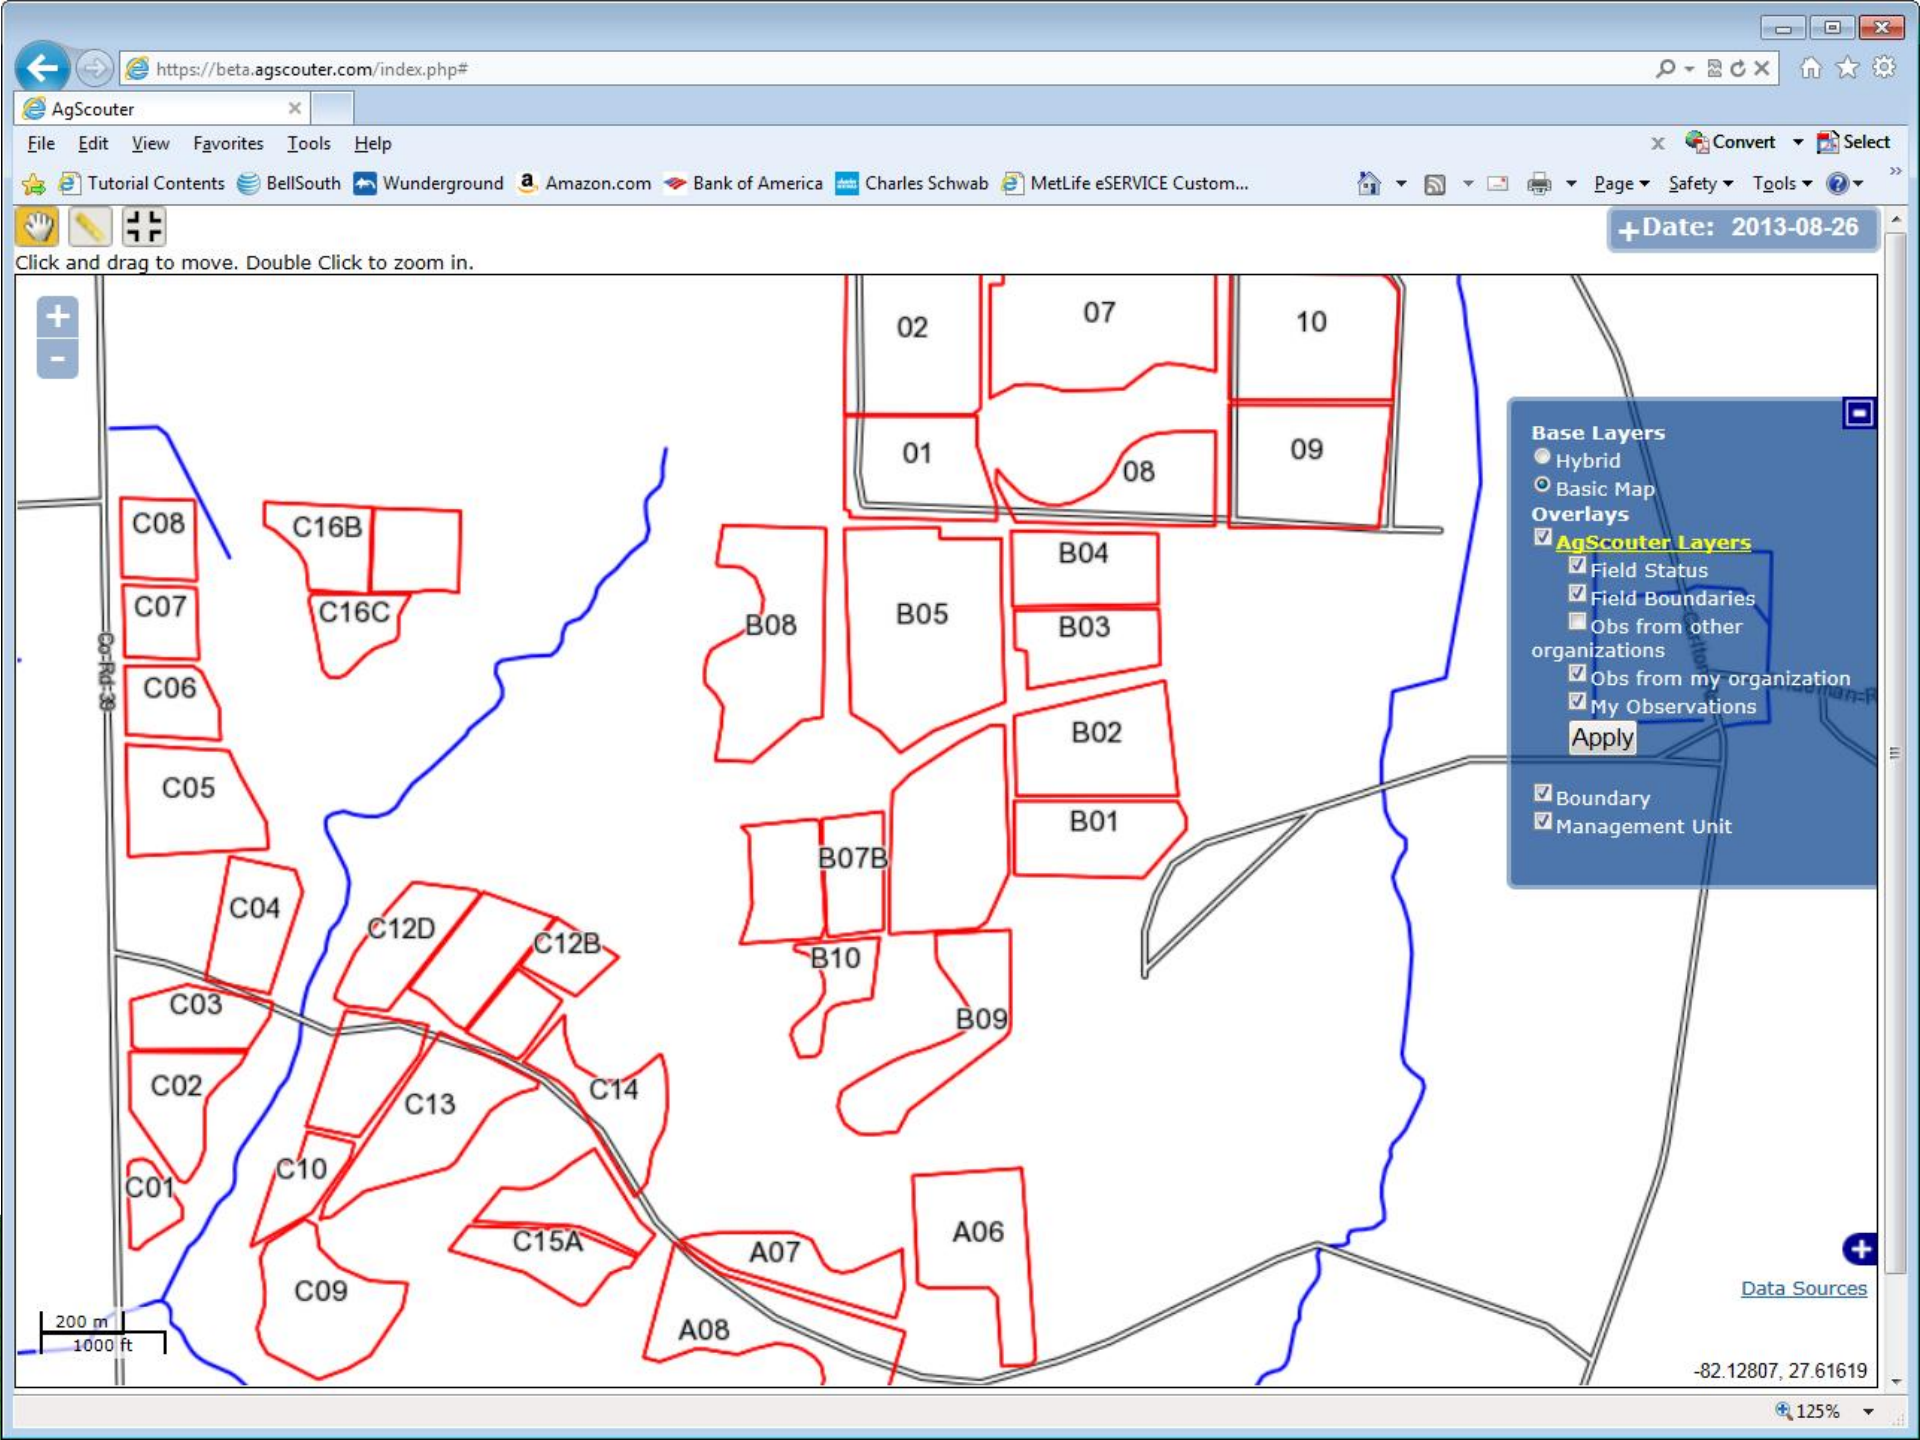 https://beta.agscouter.com/index.php#
AgScouter
File Edit View Favorites Tools Help
Convert Select
Tutorial Contents BellSouth Wunderground Amazon.com Bank of America Charles Schwab MetLife eSERVICE Custom...
Page Safety Tools
+Date: 2013-08-26
Click and drag to move. Double Click to zoom in.
+
-
02
07
10
01
08
09
C08
C16B
B04
C07
C16C
B08
B05
B03
Co-Rd-39
C06
B02
C05
B01
B07B
C04
C12D
C12B
B10
C03
B09
C02
C13
C14
C10
C01
C15A
A07
A06
C09
A08
Base Layers
Hybrid
Basic Map
Overlays
AgScouter Layers
Field Status
Field Boundaries
Obs from other
organizations
Obs from my organization
My Observations
Apply
Boundary
Management Unit
Data Sources
200 m
1000 ft
-82.12807, 27.61619
125%